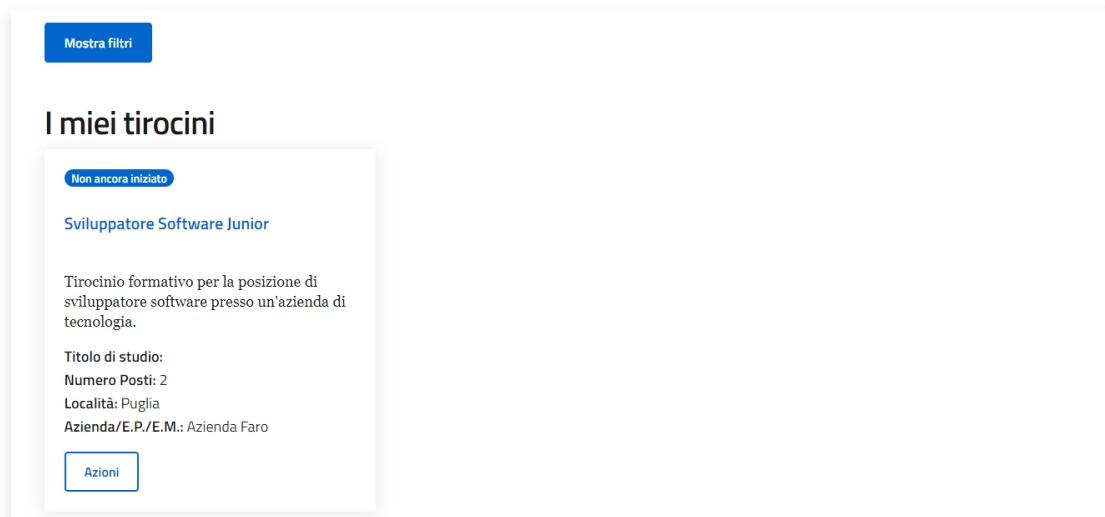 Mostra filtri
I miei tirocini
Non ancora iniziato
Sviluppatore Software Junior
Tirocinio formativo per la posizione di
sviluppatore software presso un'azienda di
tecnologia.
Titolo di studio:
Numero Posti: 2
Località: Puglia
Azienda/E.P./E.M.: Azienda Faro
Azioni